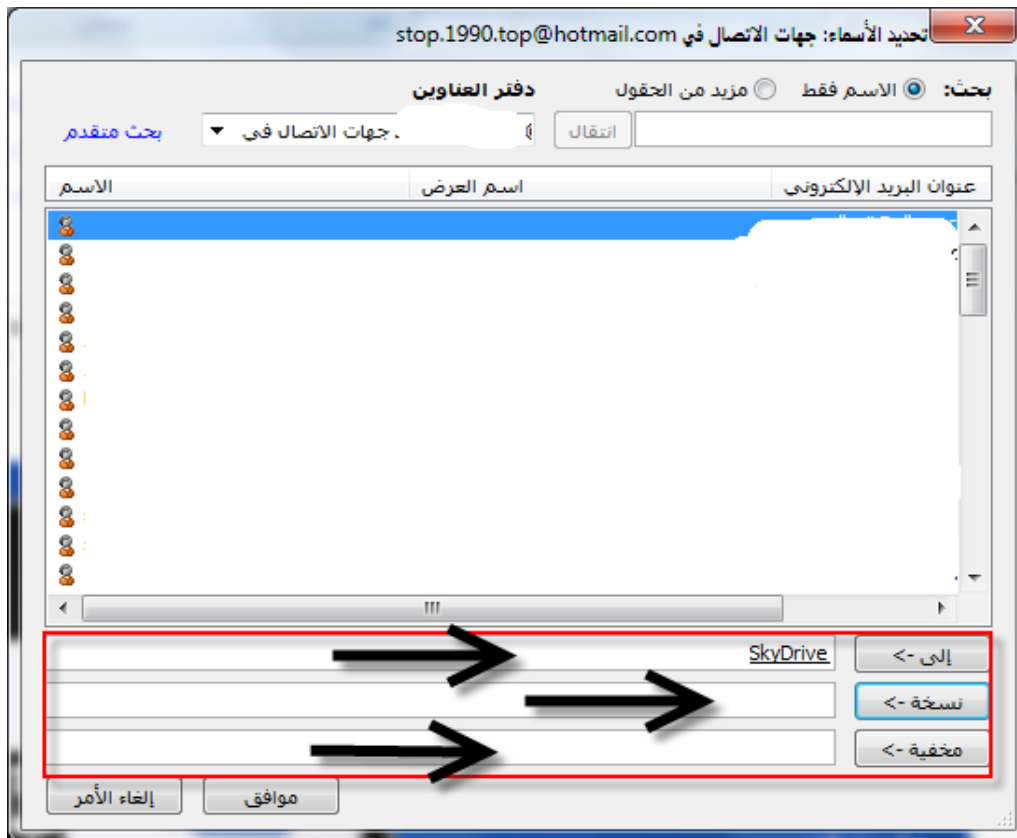 تحديد الأسماء: جهات الاتصال في stop.1990.top@hotmail.com
بحث: الاسم فقط مزيد من الحقول دفتر العناوين
انتقال جهات الاتصال في بحث متقدم
عنوان البريد الإلكتروني اسم العرض الاسم
إلى -> SkyDrive
نسخة ->
مخفية ->
موافق إلغاء الأمر